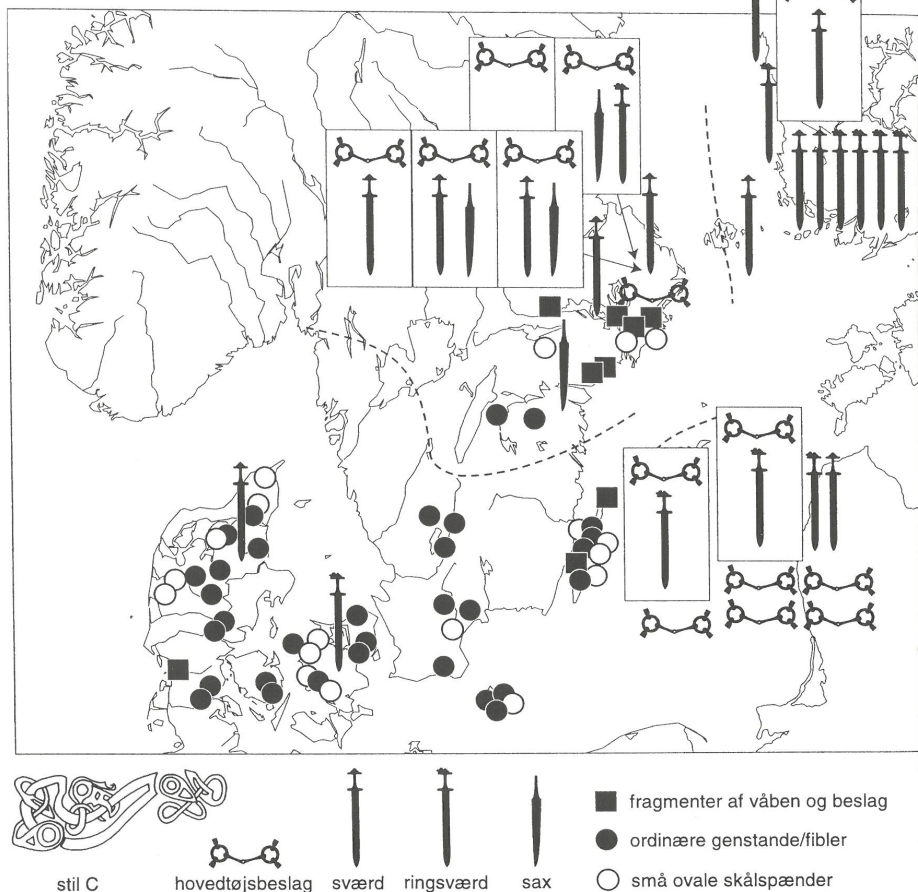 fragmenter af våben og beslag
ordinære genstande/fibler
små ovale skålspænder
stil C
hovedtøjsbeslag
sværd
ringsværd
sax